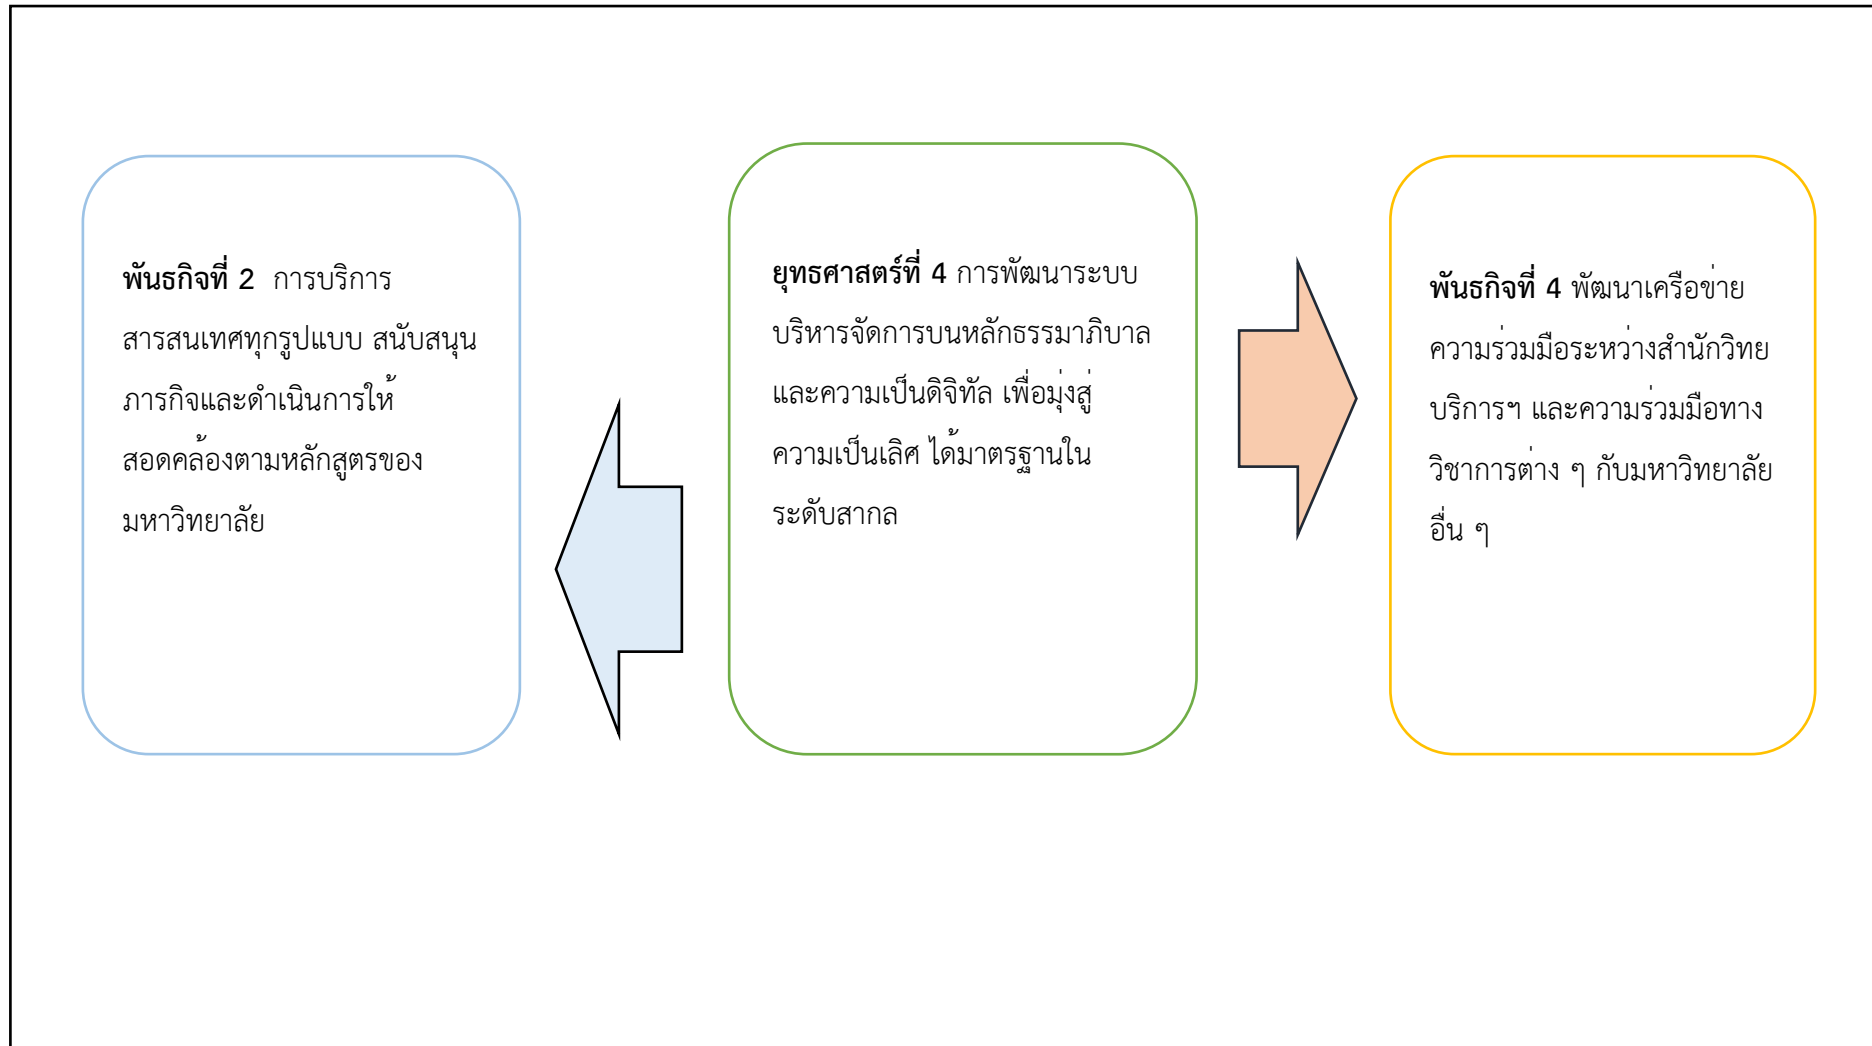 พันธกิจที่ 2  การบริการ
สารสนเทศทุกรูปแบบ สนับสนุน
ภารกิจและดำเนินการให้
สอดคล้องตามหลักสูตรของ
มหาวิทยาลัย
ยุทธศาสตร์ที่ 4 การพัฒนาระบบ
บริหารจัดการบนหลักธรรมาภิบาล
และความเป็นดิจิทัล เพื่อมุ่งสู่
ความเป็นเลิศ ได้มาตรฐานใน
ระดับสากล
พันธกิจที่ 4 พัฒนาเครือข่าย
ความร่วมมือระหว่างสำนักวิทย
บริการฯ และความร่วมมือทาง
วิชาการต่าง ๆ กับมหาวิทยาลัย
อื่น ๆ